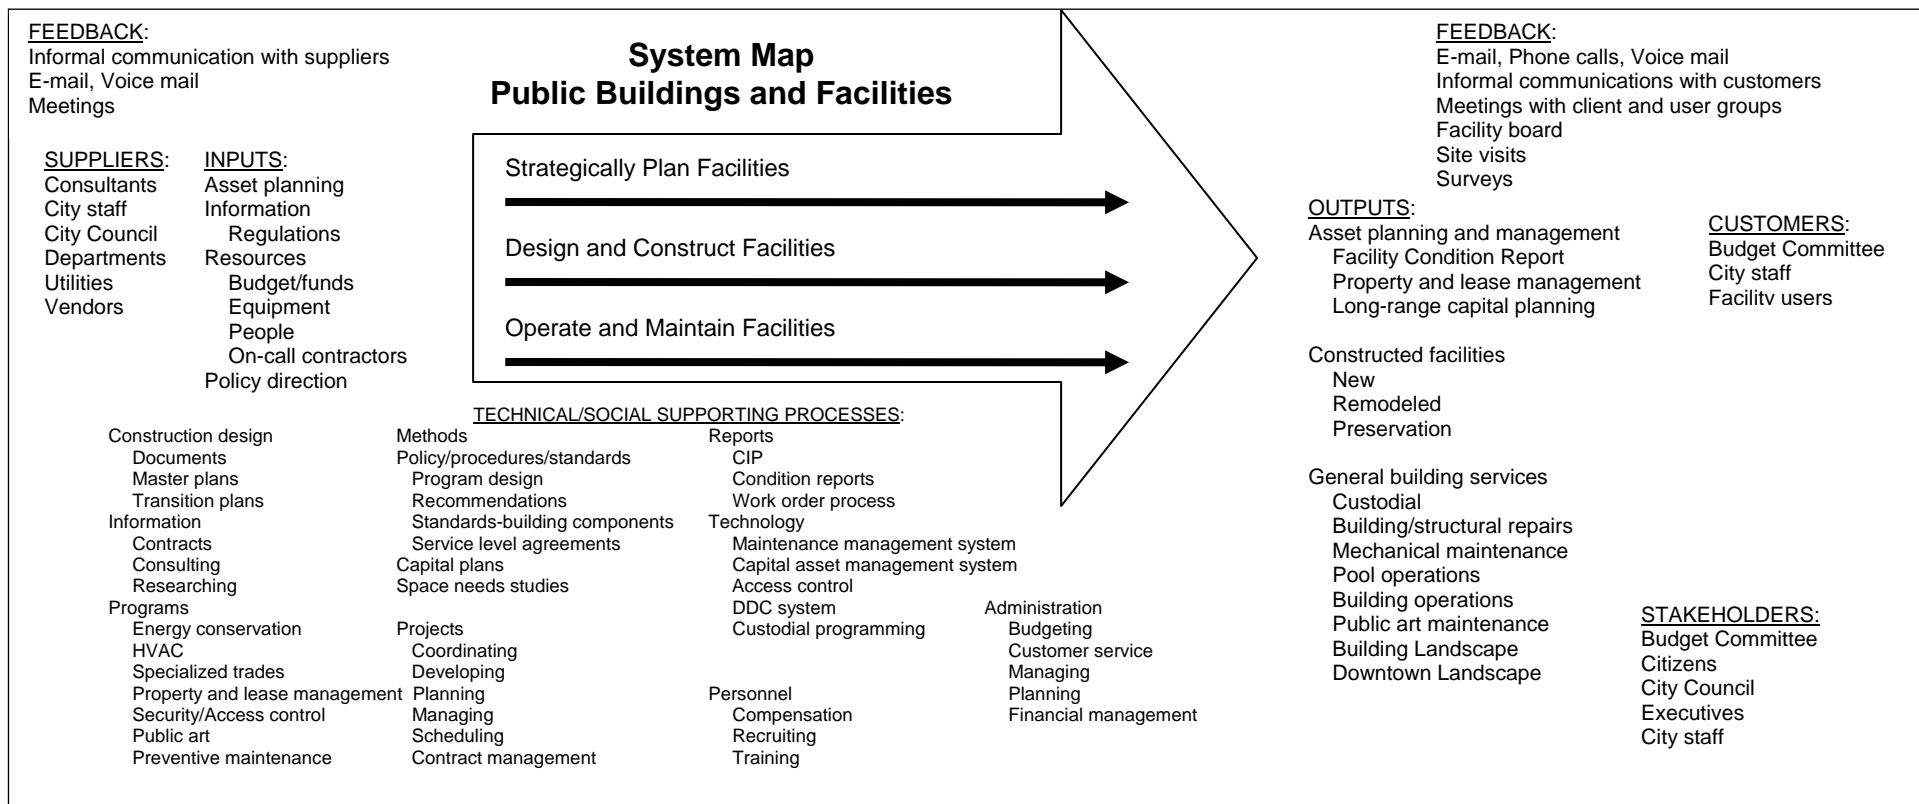 FEEDBACK:
Informal communication with suppliers
E-mail, Voice mail
Meetings
System Map
Public Buildings and Facilities
FEEDBACK:
E-mail, Phone calls, Voice mail
Informal communications with customers
Meetings with client and user groups
Facility board
Site visits
Surveys
SUPPLIERS:
Consultants
City staff
City Council
Departments
Utilities
Vendors
INPUTS:
Asset planning
Information
Regulations
Resources
Budget/funds
Equipment
People
On-call contractors
Policy direction
Strategically Plan Facilities
Design and Construct Facilities
Operate and Maintain Facilities
OUTPUTS:
Asset planning and management
Facility Condition Report
Property and lease management
Long-range capital planning
Constructed facilities
New
Remodeled
Preservation
General building services
Custodial
Building/structural repairs
Mechanical maintenance
Pool operations
Building operations
Public art maintenance
Building Landscape
Downtown Landscape
CUSTOMERS:
Budget Committee
City staff
Facility users
STAKEHOLDERS:
Budget Committee
Citizens
City Council
Executives
City staff
TECHNICAL/SOCIAL SUPPORTING PROCESSES:
Construction design
Documents
Master plans
Transition plans
Information
Contracts
Consulting
Researching
Programs
Energy conservation
HVAC
Specialized trades
Property and lease management
Security/Access control
Public art
Preventive maintenance
Methods
Policy/procedures/standards
Program design
Recommendations
Standards-building components
Service level agreements
Capital plans
Space needs studies
Projects
Coordinating
Developing
Planning
Managing
Scheduling
Contract management
Reports
CIP
Condition reports
Work order process
Technology
Maintenance management system
Capital asset management system
Access control
DDC system
Custodial programming
Personnel
Compensation
Recruiting
Training
Administration
Budgeting
Customer service
Managing
Planning
Financial management